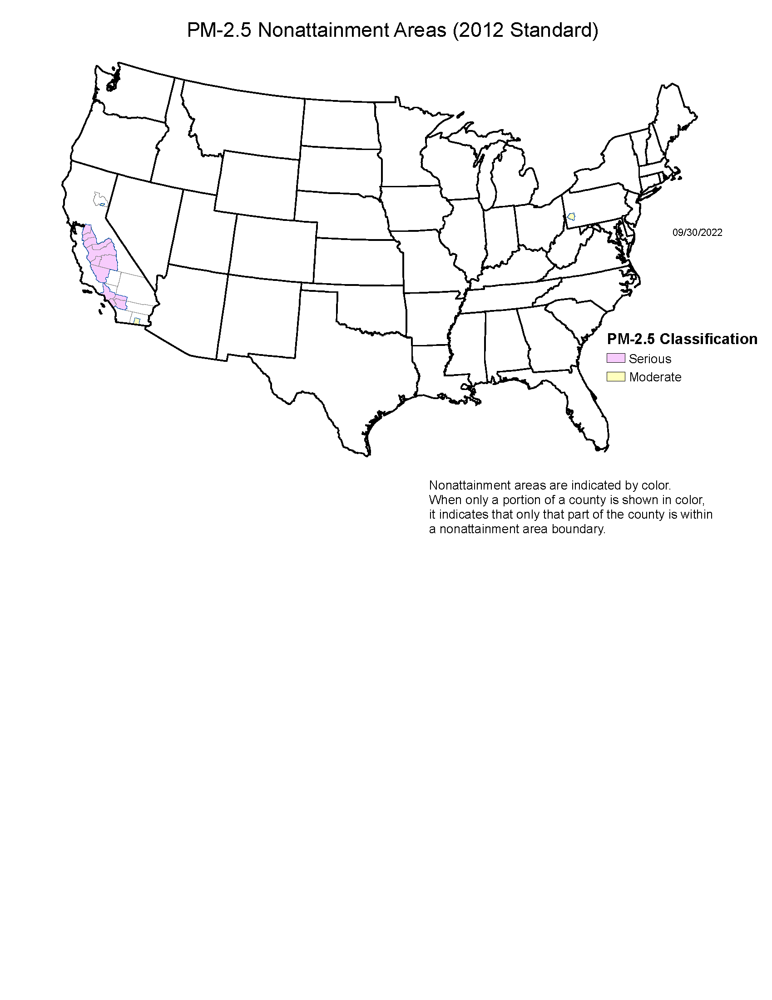 PM-2.5 Nonattainment Areas (2012 Standard)
09/30/2022
PM-2.5 Classification
Serious
Moderate
Nonattainment areas are indicated by color.
When only a portion of a county is shown in color,
it indicates that only that part of the county is within
a nonattainment area boundary.